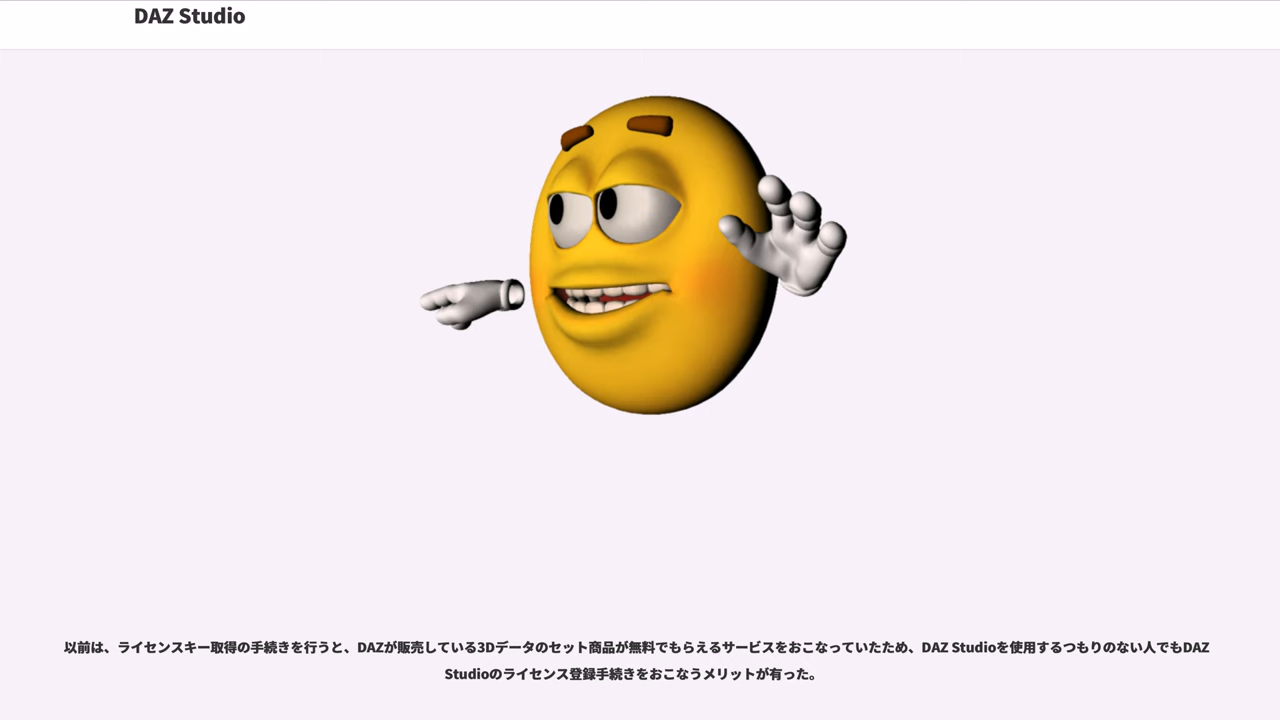 DAZ Studio
以前は、ライセンスキー取得の手続きを行うと、DAZが販売している3Dデータのセット商品が無料でもらえるサービスをおこなっていたため、DAZ Studioを使用するつもりのない人でもDAZ
Studioのライセンス登録手続きをおこなうメリットが有った。